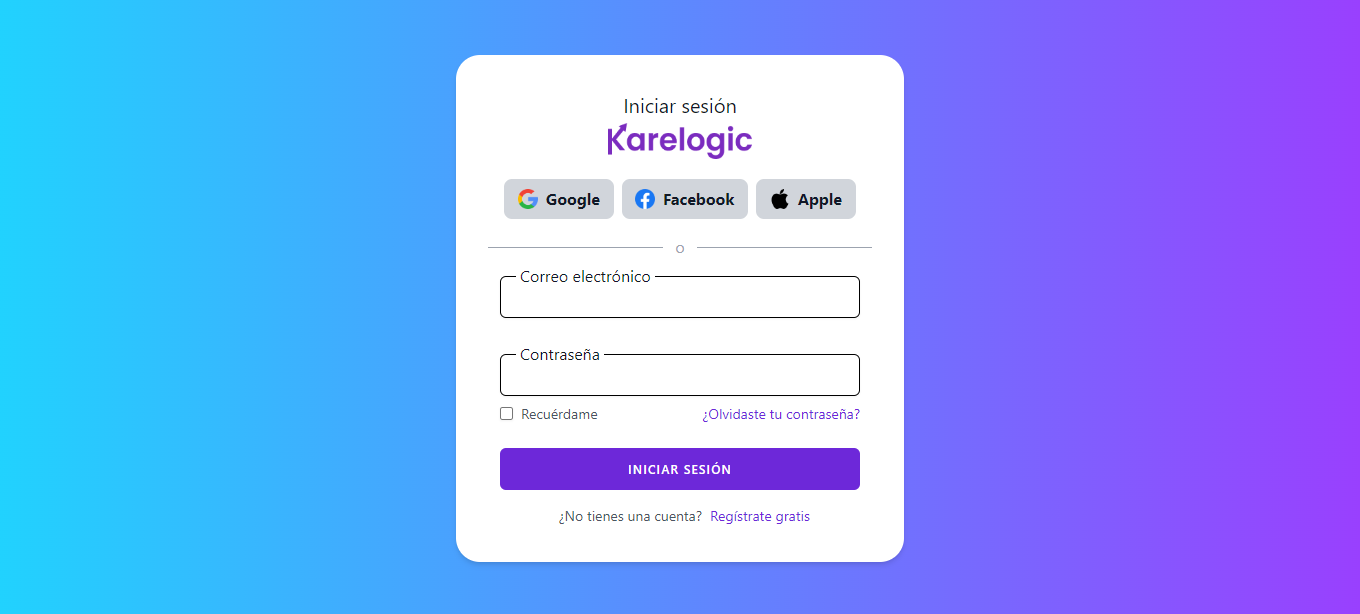 Iniciar sesión
Karelogic
Google Facebook Apple
o
Correo electrónico
Contraseña
Recuérdame ¿Olvidaste tu contraseña?
INICIAR SESIÓN
¿No tienes una cuenta? Regístrate gratis